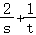 2/s + 1/t